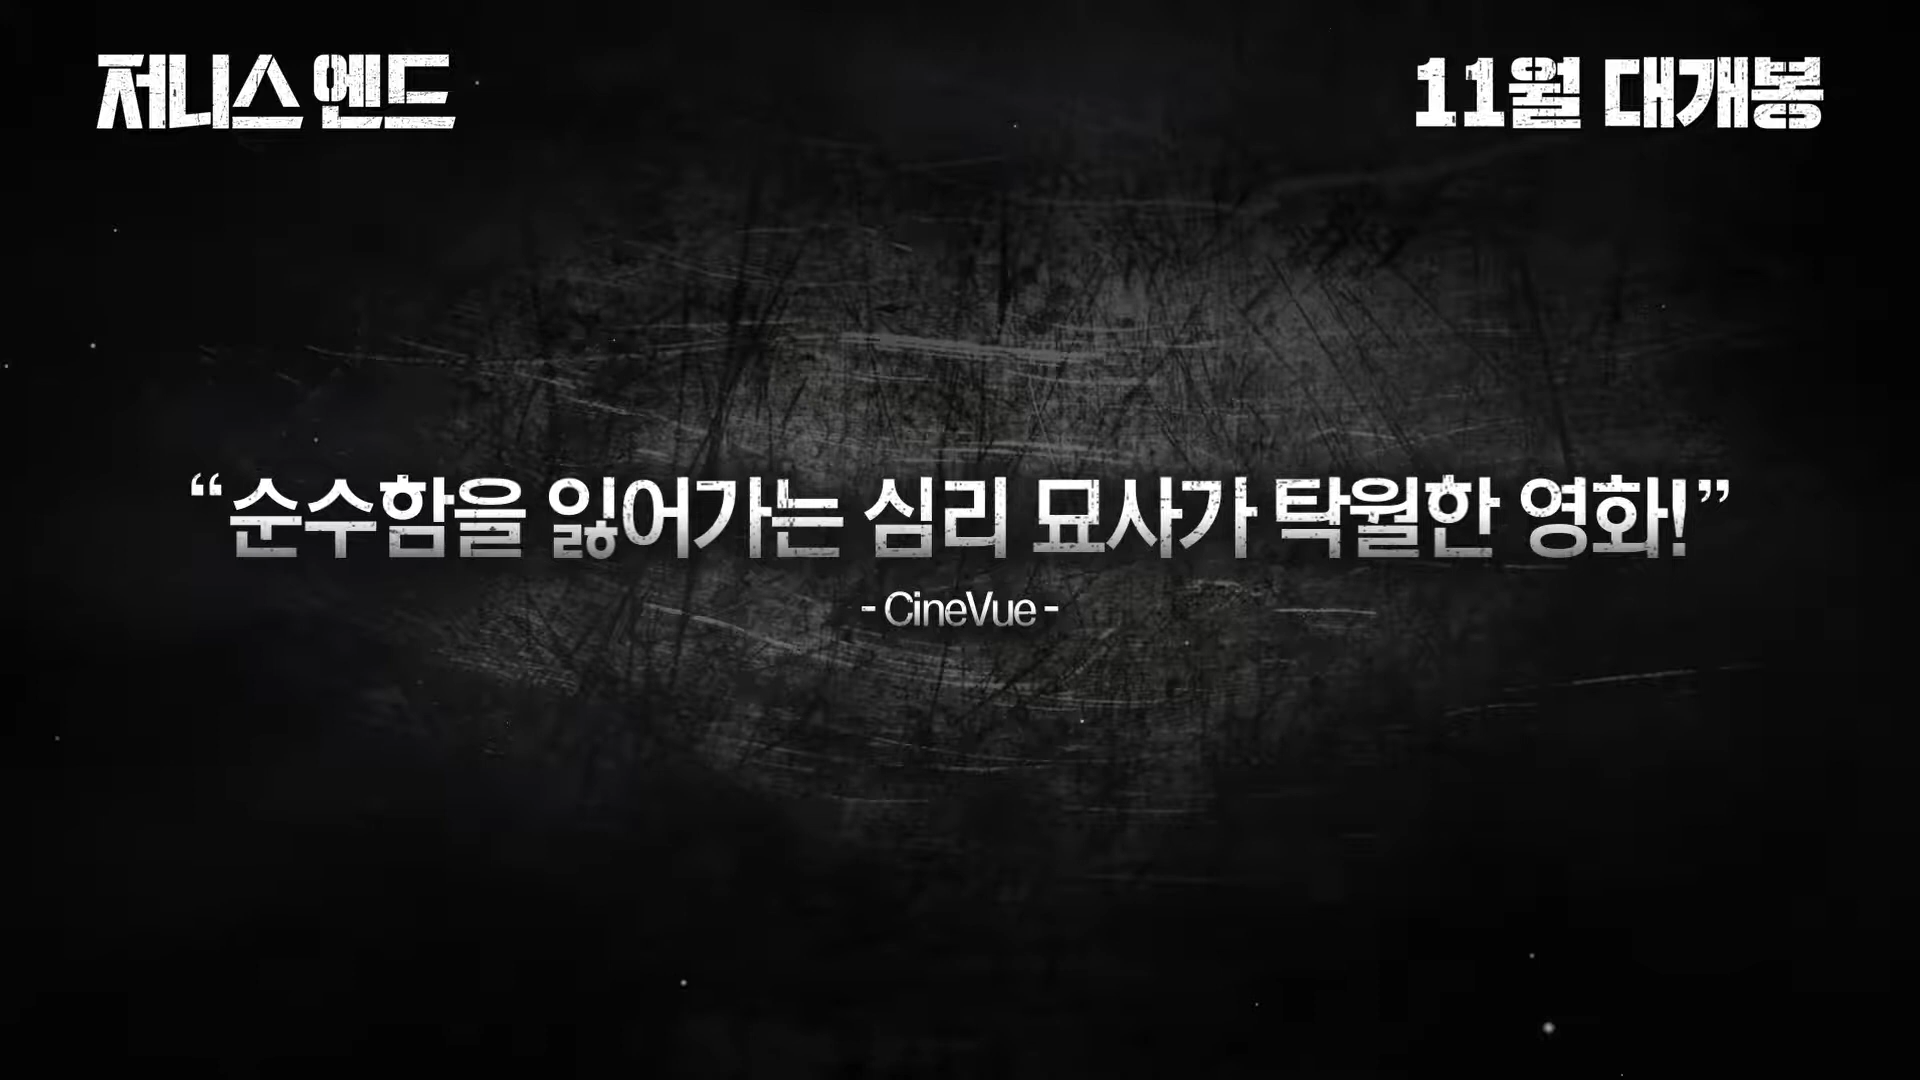 저니스 엔드
11월 대개봉
“순수함을 잃어가는 심리 묘사가 탁월한 영화!”
- CineVue -